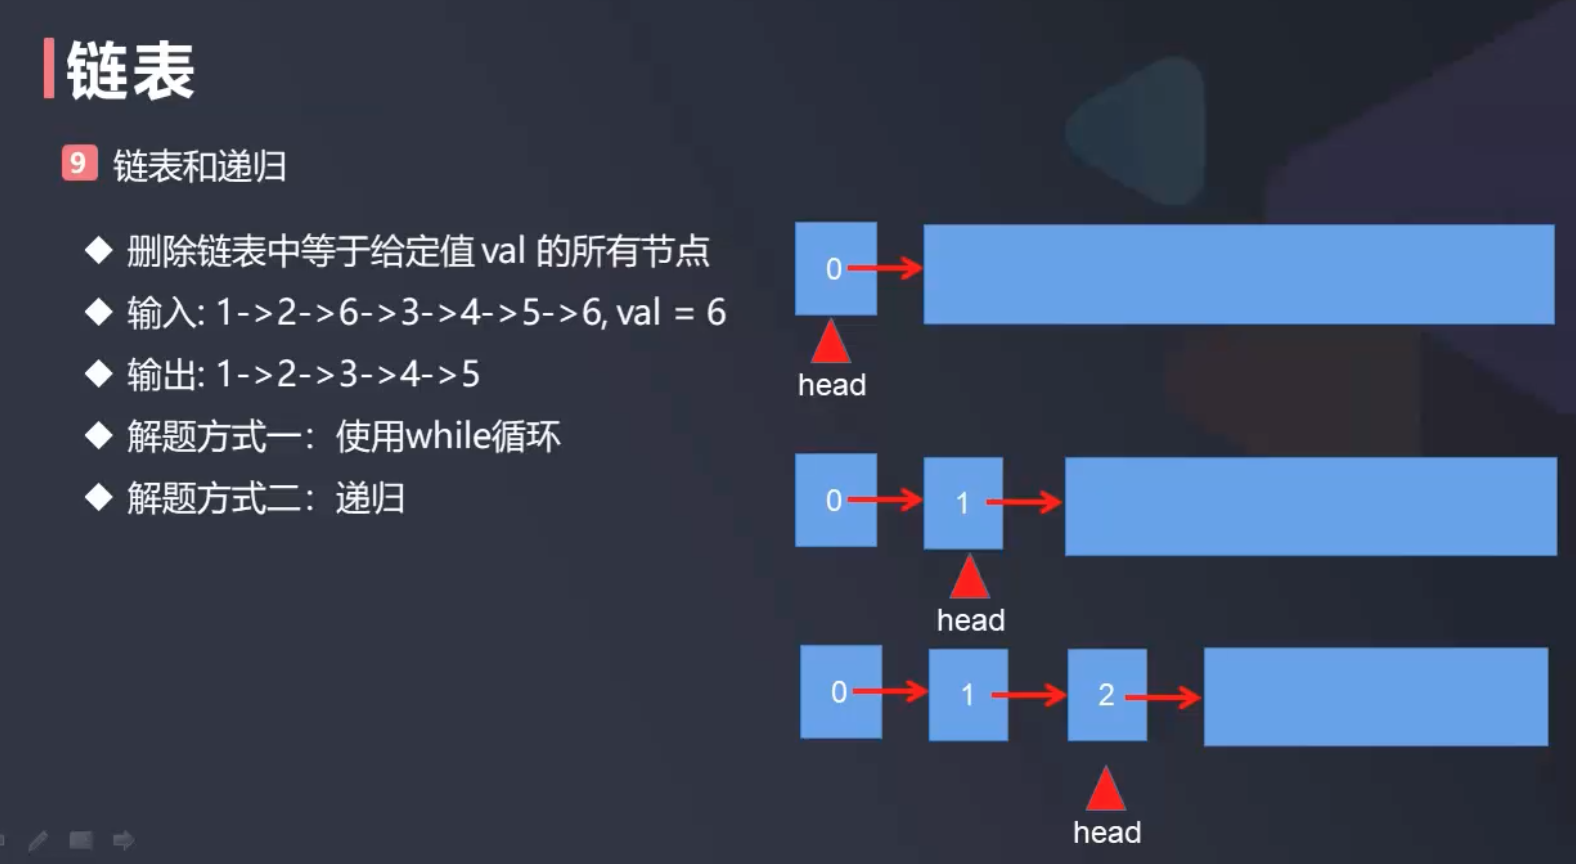 链表
9 链表和递归
◆ 删除链表中等于给定值 val 的所有节点
◆ 输入: 1->2->6->3->4->5->6, val = 6
◆ 输出: 1->2->3->4->5
◆ 解题方式一：使用while循环
◆ 解题方式二：递归
0
head
0 1
head
0 1 2
head